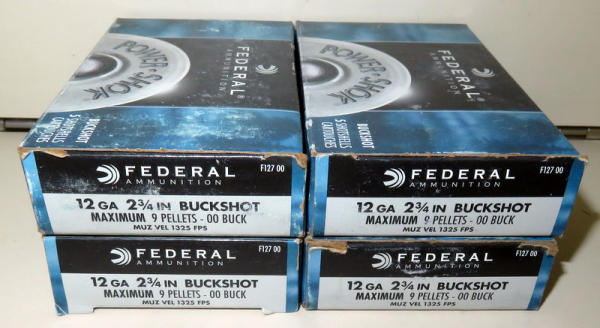 POWER·SHOK
FEDERAL®
AMMUNITION
BUCKSHOT
5 SHOTSHELLS
CARTOUCHES
POWER·SHOK
FEDERAL®
AMMUNITION
BUCKSHOT
5 SHOTSHELLS
CARTOUCHES
FEDERAL
AMMUNITION
F127 00
12 GA 2¾ IN BUCKSHOT
MAXIMUM 9 PELLETS - 00 BUCK
MUZ VEL 1325 FPS
FEDERAL
AMMUNITION
F127 00
12 GA 2¾ IN BUCKSHOT
MAXIMUM 9 PELLETS - 00 BUCK
MUZ VEL 1325 FPS
FEDERAL
AMMUNITION
F127 00
12 GA 2¾ IN BUCKSHOT
MAXIMUM 9 PELLETS - 00 BUCK
MUZ VEL 1325 FPS
FEDERAL
AMMUNITION
F127 00
12 GA 2¾ IN BUCKSHOT
MAXIMUM 9 PELLETS - 00 BUCK
MUZ VEL 1325 FPS